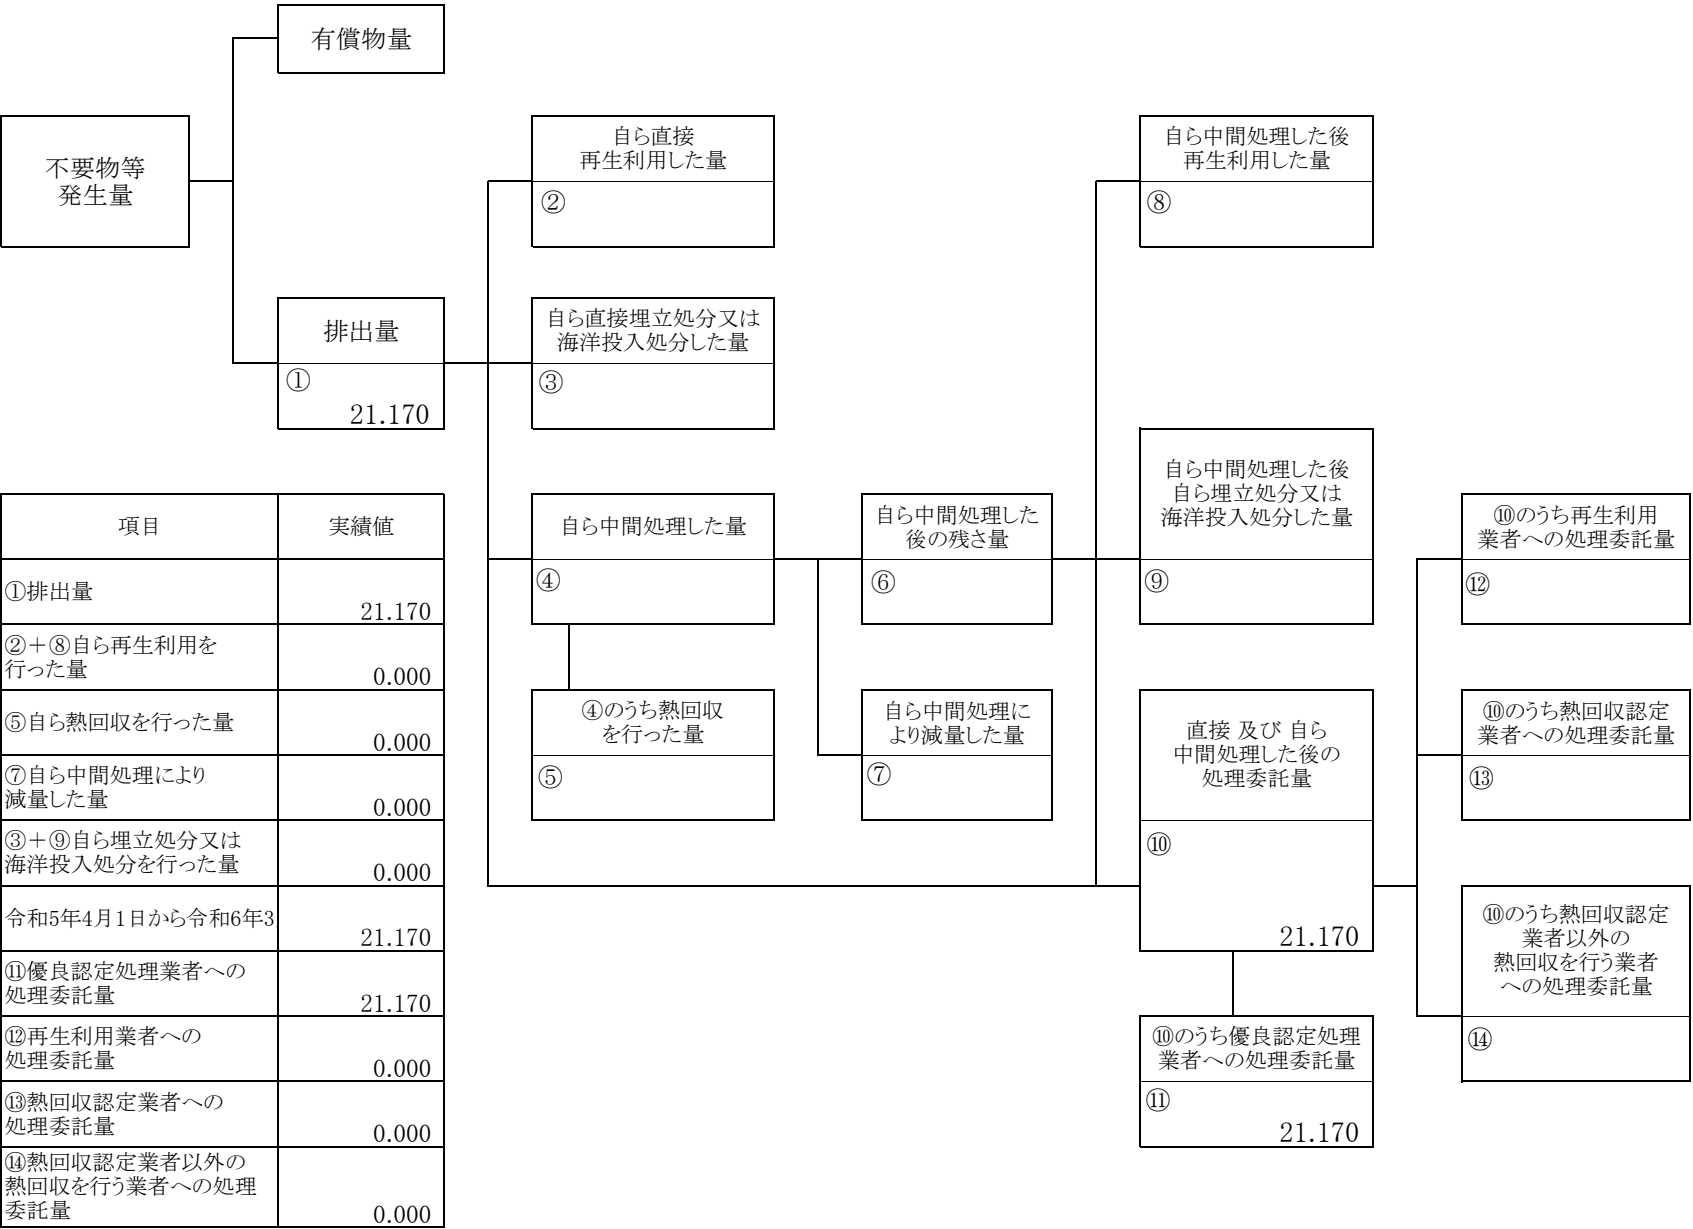 有償物量
不要物等
発生量
自ら直接
再生利用した量
②
自ら中間処理した後
再生利用した量
⑧
排出量
①
21.170
自ら直接埋立処分又は
海洋投入処分した量
③
自ら中間処理した後
自ら埋立処分又は
海洋投入処分した量
⑨
自ら中間処理した量
④
自ら中間処理した
後の残さ量
⑥
⑩のうち再生利用
業者への処理委託量
⑫
④のうち熱回収
を行った量
⑤
自ら中間処理に
より減量した量
⑦
直接 及び 自ら
中間処理した後の
処理委託量
⑩
21.170
⑩のうち熱回収認定
業者への処理委託量
⑬
⑩のうち熱回収認定
業者以外の
熱回収を行う業者
への処理委託量
⑭
⑩のうち優良認定処理
業者への処理委託量
⑪
21.170
項目 実績値
①排出量
21.170
②＋⑧自ら再生利用を
行った量
0.000
⑤自ら熱回収を行った量
0.000
⑦自ら中間処理により
減量した量
0.000
③＋⑨自ら埋立処分又は
海洋投入処分を行った量
0.000
令和5年4月1日から令和6年3
21.170
⑪優良認定処理業者への
処理委託量
21.170
⑫再生利用業者への
処理委託量
0.000
⑬熱回収認定業者への
処理委託量
0.000
⑭熱回収認定業者以外の
熱回収を行う業者への処理
委託量
0.000